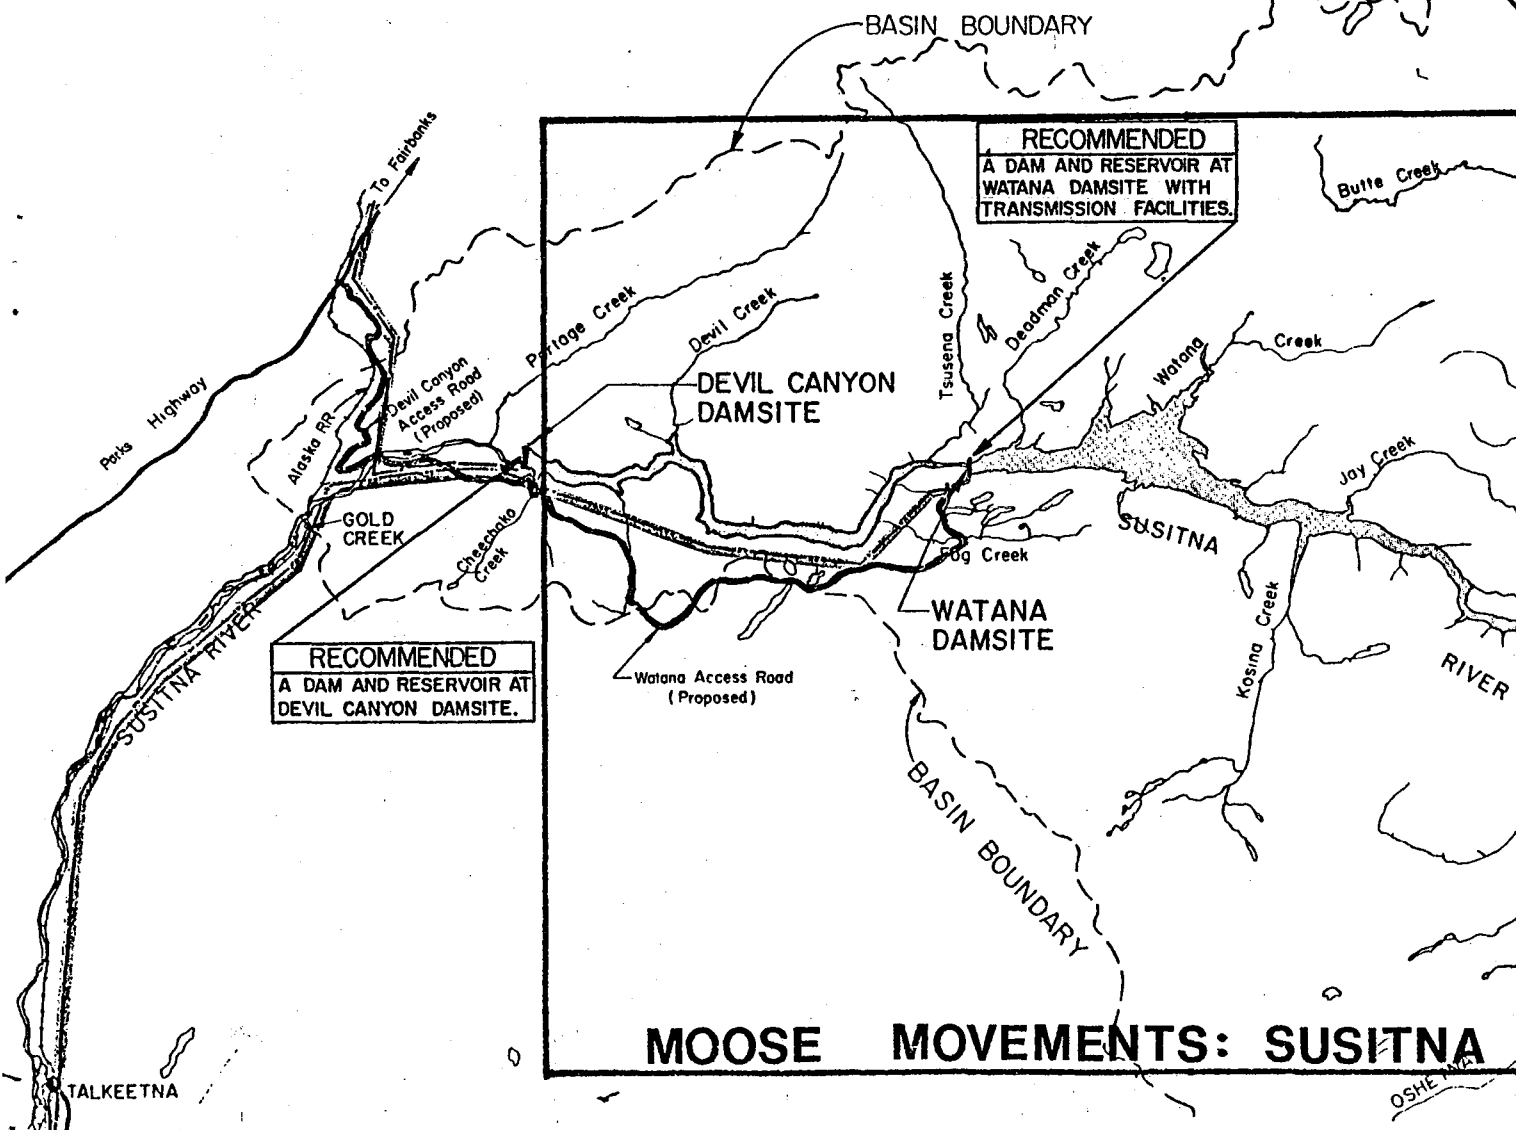 BASIN BOUNDARY
To Fairbanks
RECOMMENDED
A DAM AND RESERVOIR AT
WATANA DAMSITE WITH
TRANSMISSION FACILITIES.
Butte Creek
Tsusena Creek
Deadman Creek
Portage Creek
Devil Creek
Watana Creek
Parks Highway
Alaska RR
Devil Canyon
Access Road
(Proposed)
DEVIL CANYON
DAMSITE
Jay Creek
GOLD
CREEK
Cheechako
Creek
SUSITNA
Fog Creek
WATANA
DAMSITE
Kosina Creek
RIVER
SUSITNA RIVER
RECOMMENDED
A DAM AND RESERVOIR AT
DEVIL CANYON DAMSITE.
Watana Access Road
(Proposed)
BASIN BOUNDARY
MOOSE MOVEMENTS: SUSITNA
TALKEETNA